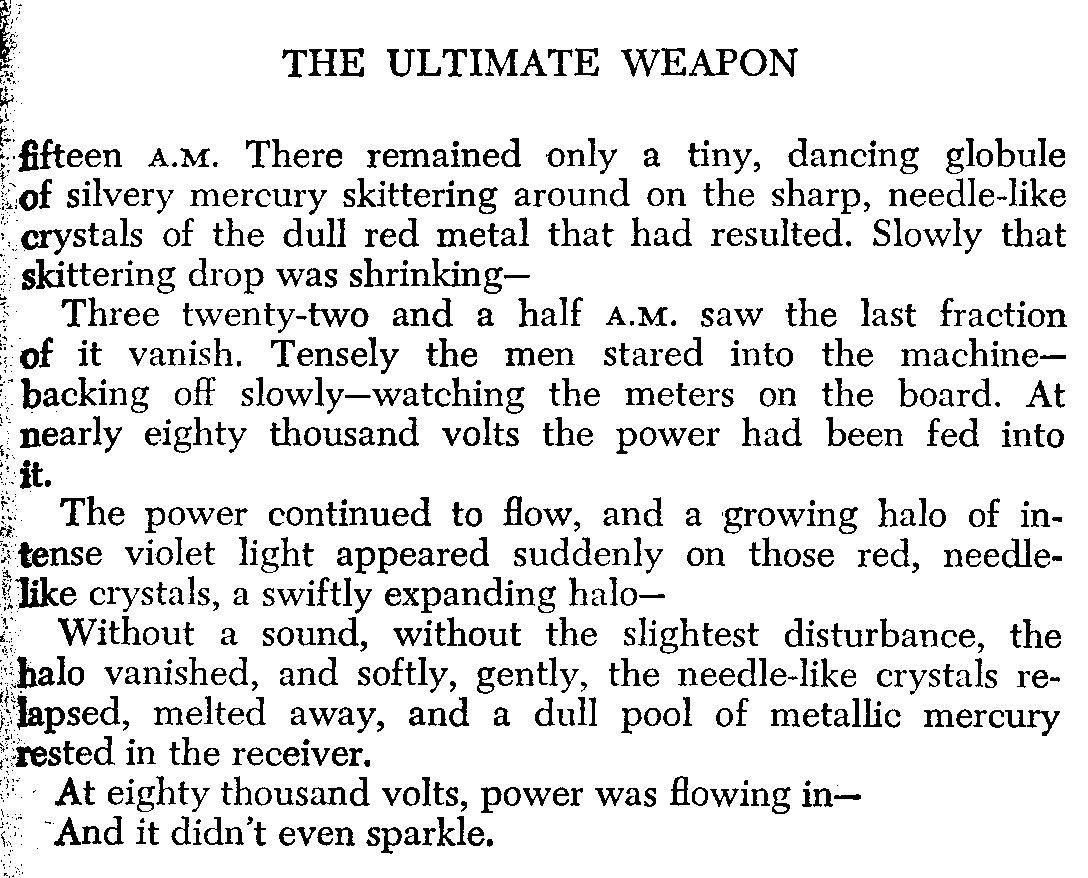 THE ULTIMATE WEAPON
fifteen A.M. There remained only a tiny, dancing globule
of silvery mercury skittering around on the sharp, needle-like
crystals of the dull red metal that had resulted. Slowly that
skittering drop was shrinking—
Three twenty-two and a half A.M. saw the last fraction
of it vanish. Tensely the men stared into the machine—
backing off slowly—watching the meters on the board. At
nearly eighty thousand volts the power had been fed into
it.
The power continued to flow, and a growing halo of in-
tense violet light appeared suddenly on those red, needle-
like crystals, a swiftly expanding halo—
Without a sound, without the slightest disturbance, the
halo vanished, and softly, gently, the needle-like crystals re-
lapsed, melted away, and a dull pool of metallic mercury
rested in the receiver.
At eighty thousand volts, power was flowing in—
And it didn't even sparkle.